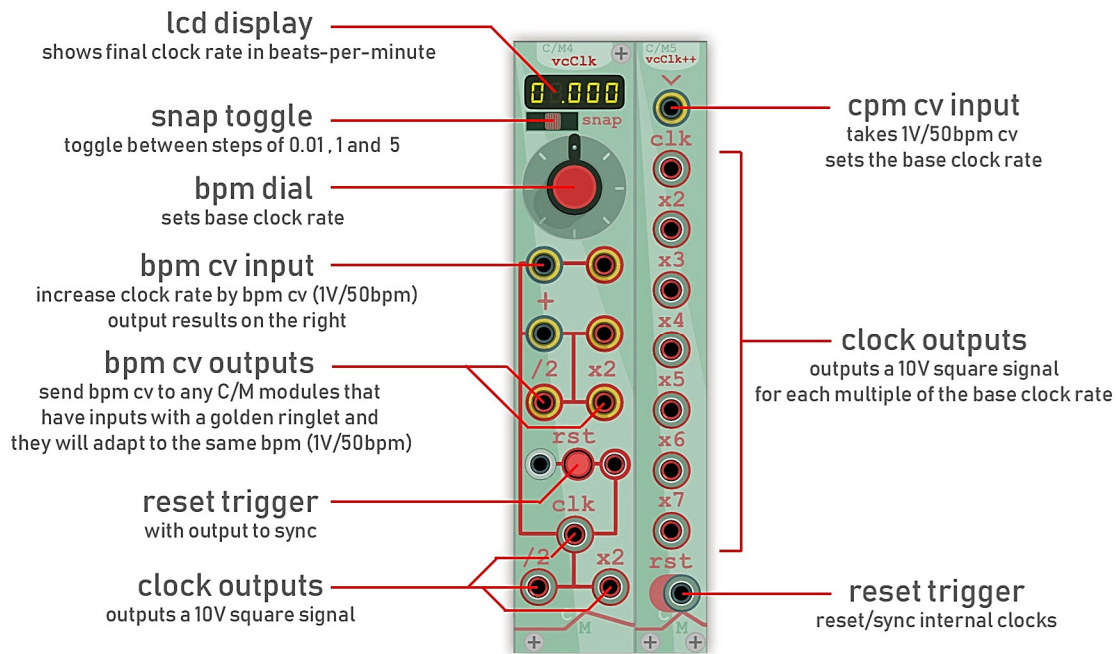 lcd display
shows final clock rate in beats-per-minute
snap toggle
toggle between steps of 0.01 , 1 and 5
bpm dial
sets base clock rate
bpm cv input
increase clock rate by bpm cv (1V/50bpm)
output results on the right
bpm cv outputs
send bpm cv to any C/M modules that
have inputs with a golden ringlet and
they will adapt to the same bpm (1V/50bpm)
reset trigger
with output to sync
clock outputs
outputs a 10V square signal
C/M4
vcClk
0 .000
snap
+
/2 x2
rst
clk
/2 x2
C
M
C/M5
vcClk++
clk
x2
x3
x4
x5
x6
x7
rst
C
M
cpm cv input
takes 1V/50bpm cv
sets the base clock rate
clock outputs
outputs a 10V square signal
for each multiple of the base clock rate
reset trigger
reset/sync internal clocks